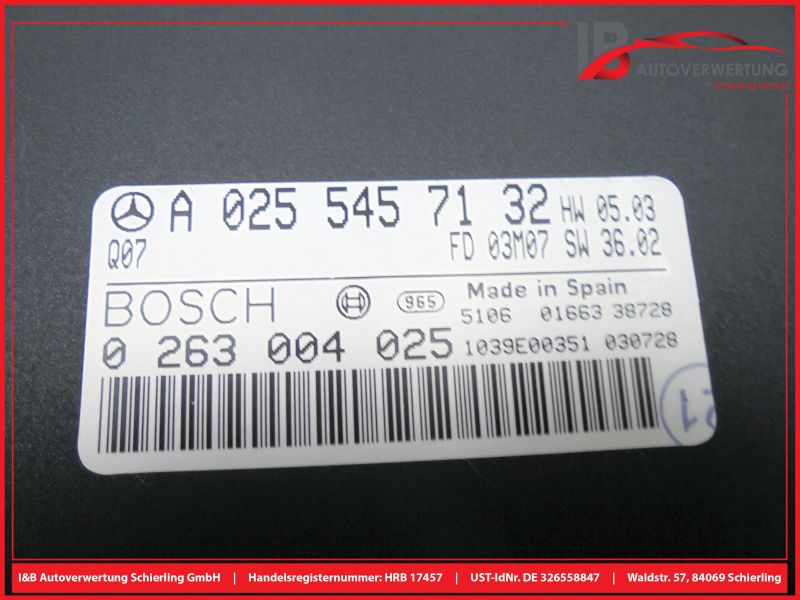 I&B
AUTOVERWERTUNG
Schierling GmbH
A 025 545 71 32 HW 05.03
Q07 FD 03M07 SW 36.02
BOSCH 965 Made in Spain
5106 01663 38728
0 263 004 025 1039E00351 030728
21
I&B Autoverwertung Schierling GmbH | Handelsregisternummer: HRB 17457 | UST-IdNr. DE 326558847 | Waldstr. 57, 84069 Schierling